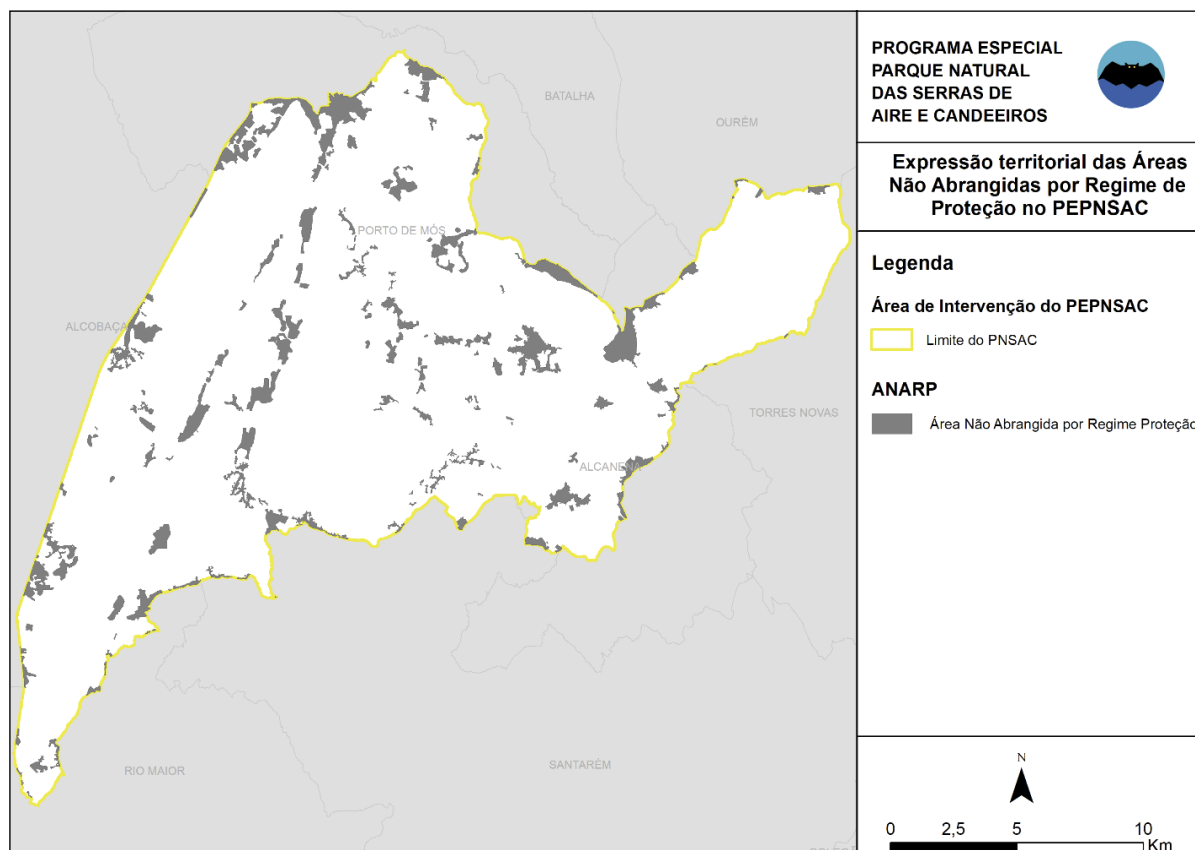 PROGRAMA ESPECIAL
PARQUE NATURAL
DAS SERRAS DE
AIRE E CANDEEIROS
Expressão territorial das Áreas
Não Abrangidas por Regime de
Proteção no PEPNSAC
Legenda
Área de Intervenção do PEPNSAC
Limite do PNSAC
ANARP
Área Não Abrangida por Regime Proteção
BATALHA
OURÉM
PORTO DE MÓS
ALCOBAÇA
TORRES NOVAS
ALCANENA
RIO MAIOR
SANTARÉM
N
0 2,5 5 10
Km